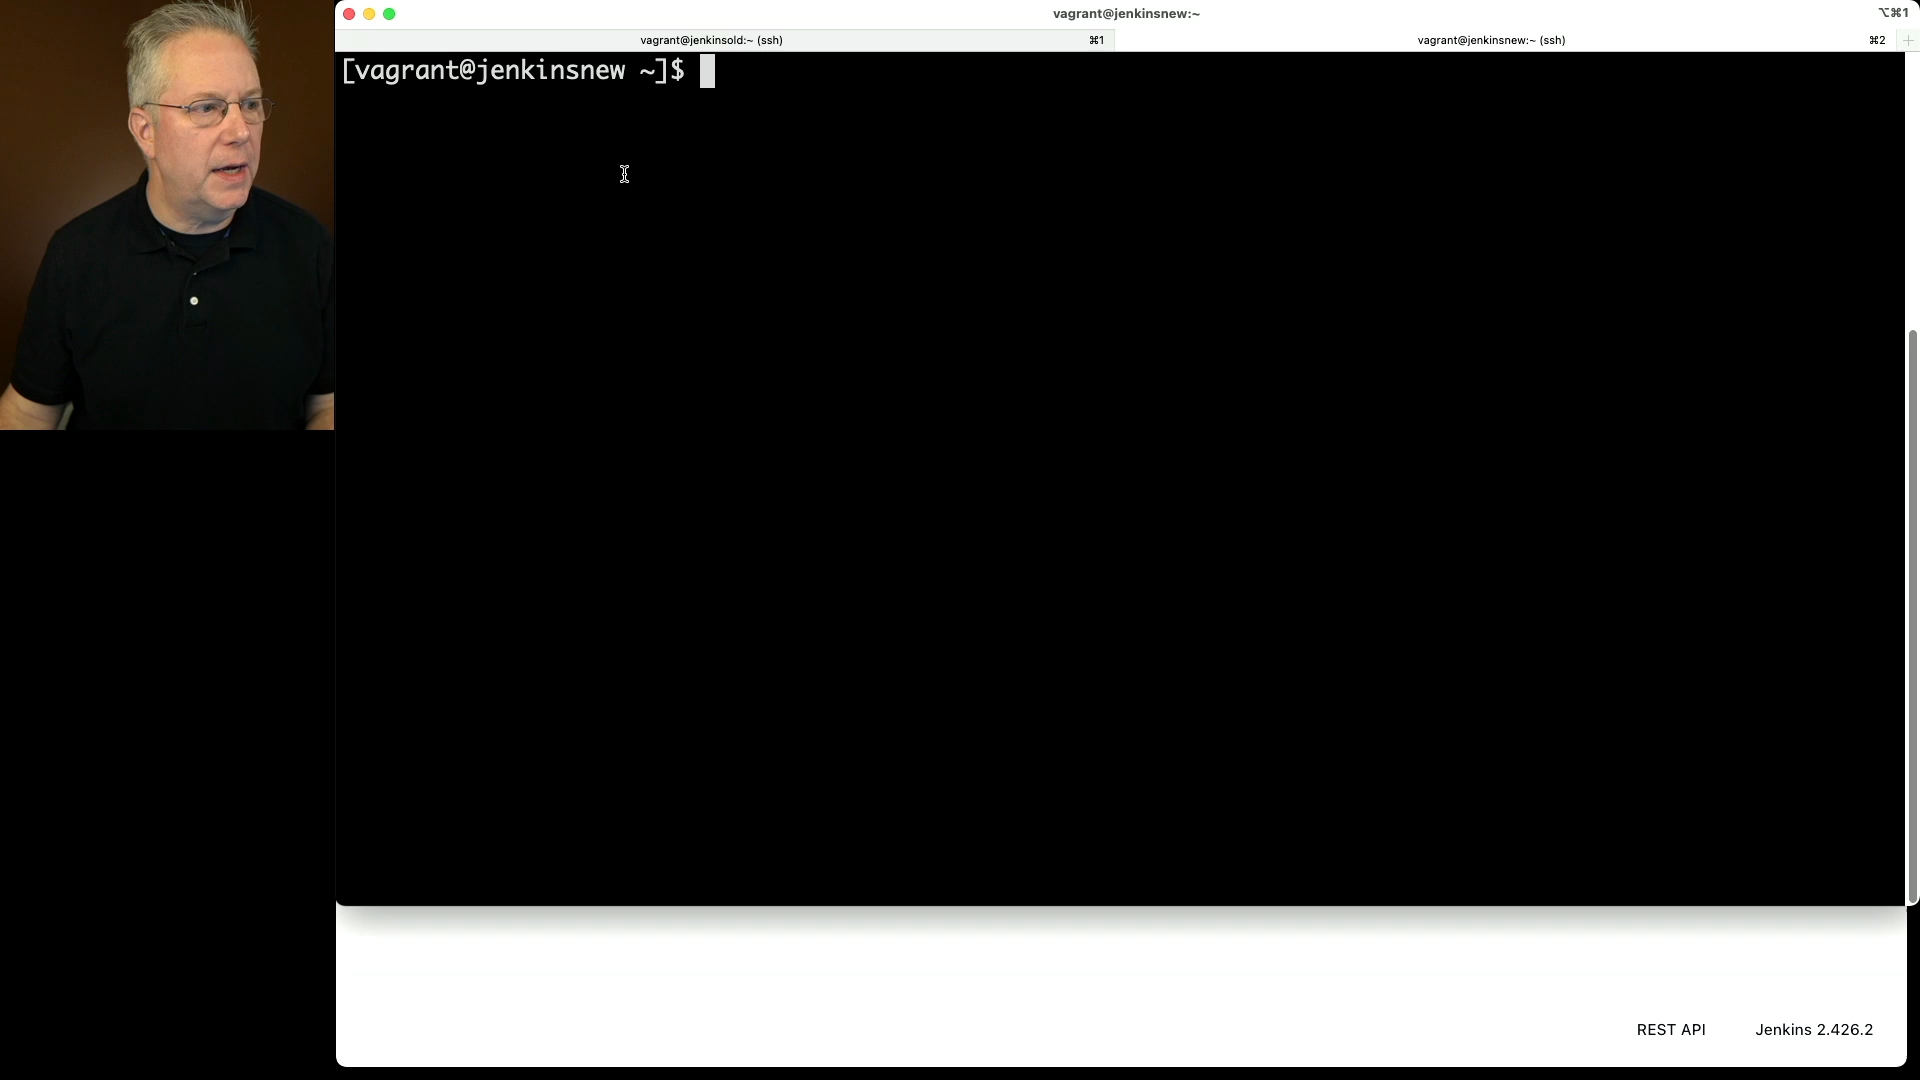 vagrant@jenkinsnew:~
⌥⌘1
vagrant@jenkinsold:~ (ssh)
⌘1
vagrant@jenkinsnew:~ (ssh)
⌘2
[vagrant@jenkinsnew ~]$
REST API
Jenkins 2.426.2